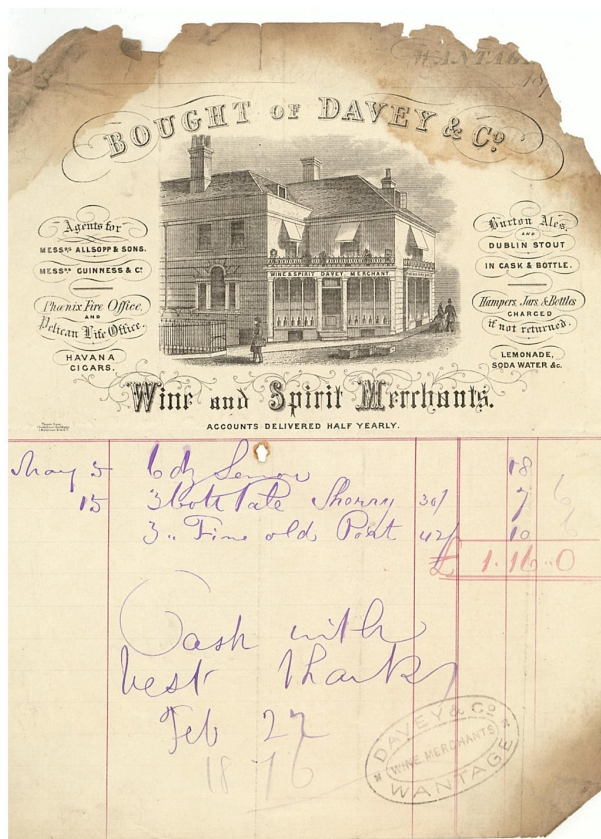 WANTAGE
187
BOUGHT OF DAVEY & Co.
Agents for
MESSRS ALLSOPP & SONS.
MESSRS GUINNESS & Co
Phœnix Fire Office,
AND
Pelican Life Office.
HAVANA
CIGARS.
WINE & SPIRIT DAVEY MERCHANT
Burton Ales,
AND
DUBLIN STOUT
IN CASK & BOTTLE.
Hampers, Jars, & Bottles
CHARGED
if not returned.
LEMONADE,
SODA WATER &c.
Wine and Spirit Merchants.
ACCOUNTS DELIVERED HALF YEARLY.
May 5 6 dz 18
15 3 Bott Pale Sherry 30/ 7 6
3 " Fine old Port 42/ 10 6
£ 1.16.0
Cash with
best thanks
Feb 27
1876
DAVEY & Co
WINE MERCHANTS
WANTAGE